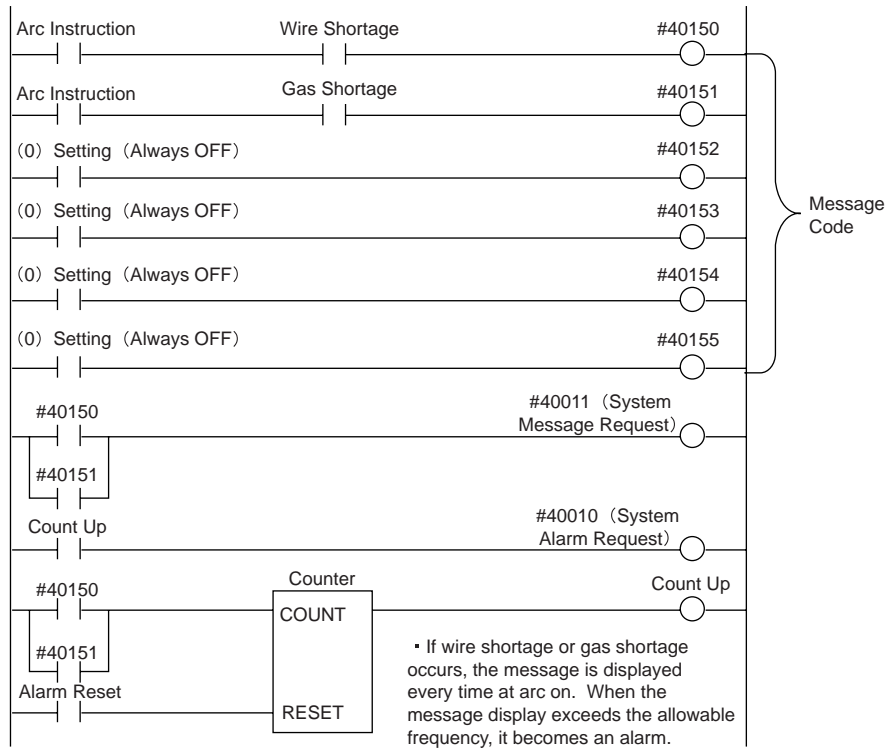 Arc Instruction Wire Shortage #40150
Arc Instruction Gas Shortage #40151
（0）Setting（Always OFF） #40152
（0）Setting（Always OFF） #40153
Message
Code
（0）Setting（Always OFF） #40154
（0）Setting（Always OFF） #40155
#40150
#40011（System
Message Request）
#40151
Count Up
#40010（System
Alarm Request）
#40150
Counter
Count Up
COUNT
#40151
Alarm Reset
RESET
▪ If wire shortage or gas shortage
occurs, the message is displayed
every time at arc on. When the
message display exceeds the allowable
frequency, it becomes an alarm.